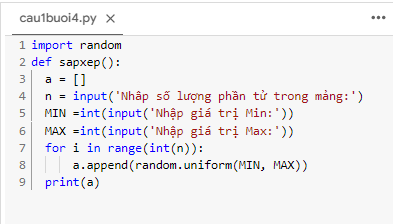 cau1buoi4.py
1 import random
2 def sapxep():
3   a = []
4   n = input('Nhâp số lượng phần tử trong mảng:')
5   MIN =int(input('Nhập giá trị Min:'))
6   MAX =int(input('Nhập giá trị Max:'))
7   for i in range(int(n)):
8       a.append(random.uniform(MIN, MAX))
9   print(a)